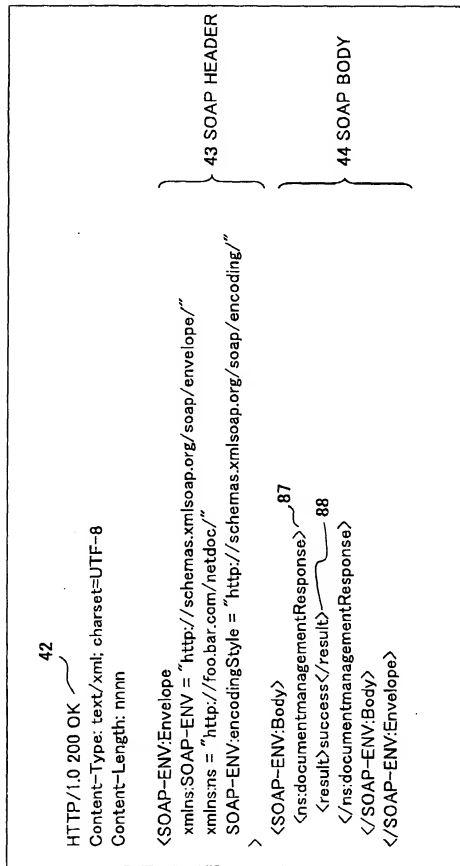 42
HTTP/1.0 200 OK
Content-Type: text/xml; charset=UTF-8
Content-Length: nnnn
<SOAP-ENV:Envelope
xmlns:SOAP-ENV = "http://schemas.xmlsoap.org/soap/envelope/"
xmlns:ns = "http://foo.bar.com/netdoc/"
SOAP-ENV:encodingStyle = "http://schemas.xmlsoap.org/soap/encoding/"
>
43 SOAP HEADER
<SOAP-ENV:Body>
<ns:documentmanagementResponse> 87
<result>success</result> 88
</ns:documentmanagementResponse>
</SOAP-ENV:Body>
</SOAP-ENV:Envelope>
44 SOAP BODY